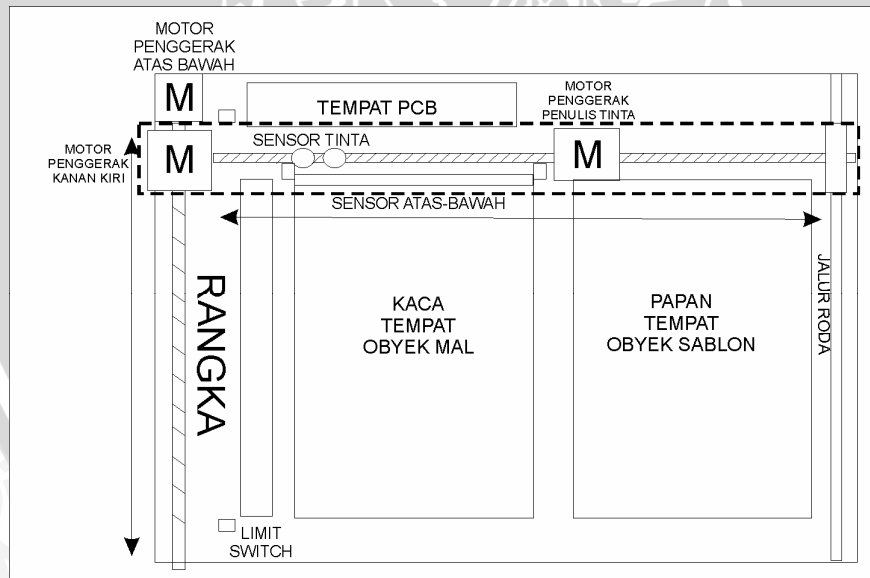 MOTOR
PENGGERAK
ATAS BAWAH
M
TEMPAT PCB
MOTOR
PENGGERAK
PENULIS TINTA
MOTOR
PENGGERAK
KANAN KIRI
M
SENSOR TINTA
M
SENSOR ATAS-BAWAH
RANGKA
KACA
TEMPAT
OBYEK MAL
PAPAN
TEMPAT
OBYEK SABLON
JALUR RODA
LIMIT
SWITCH